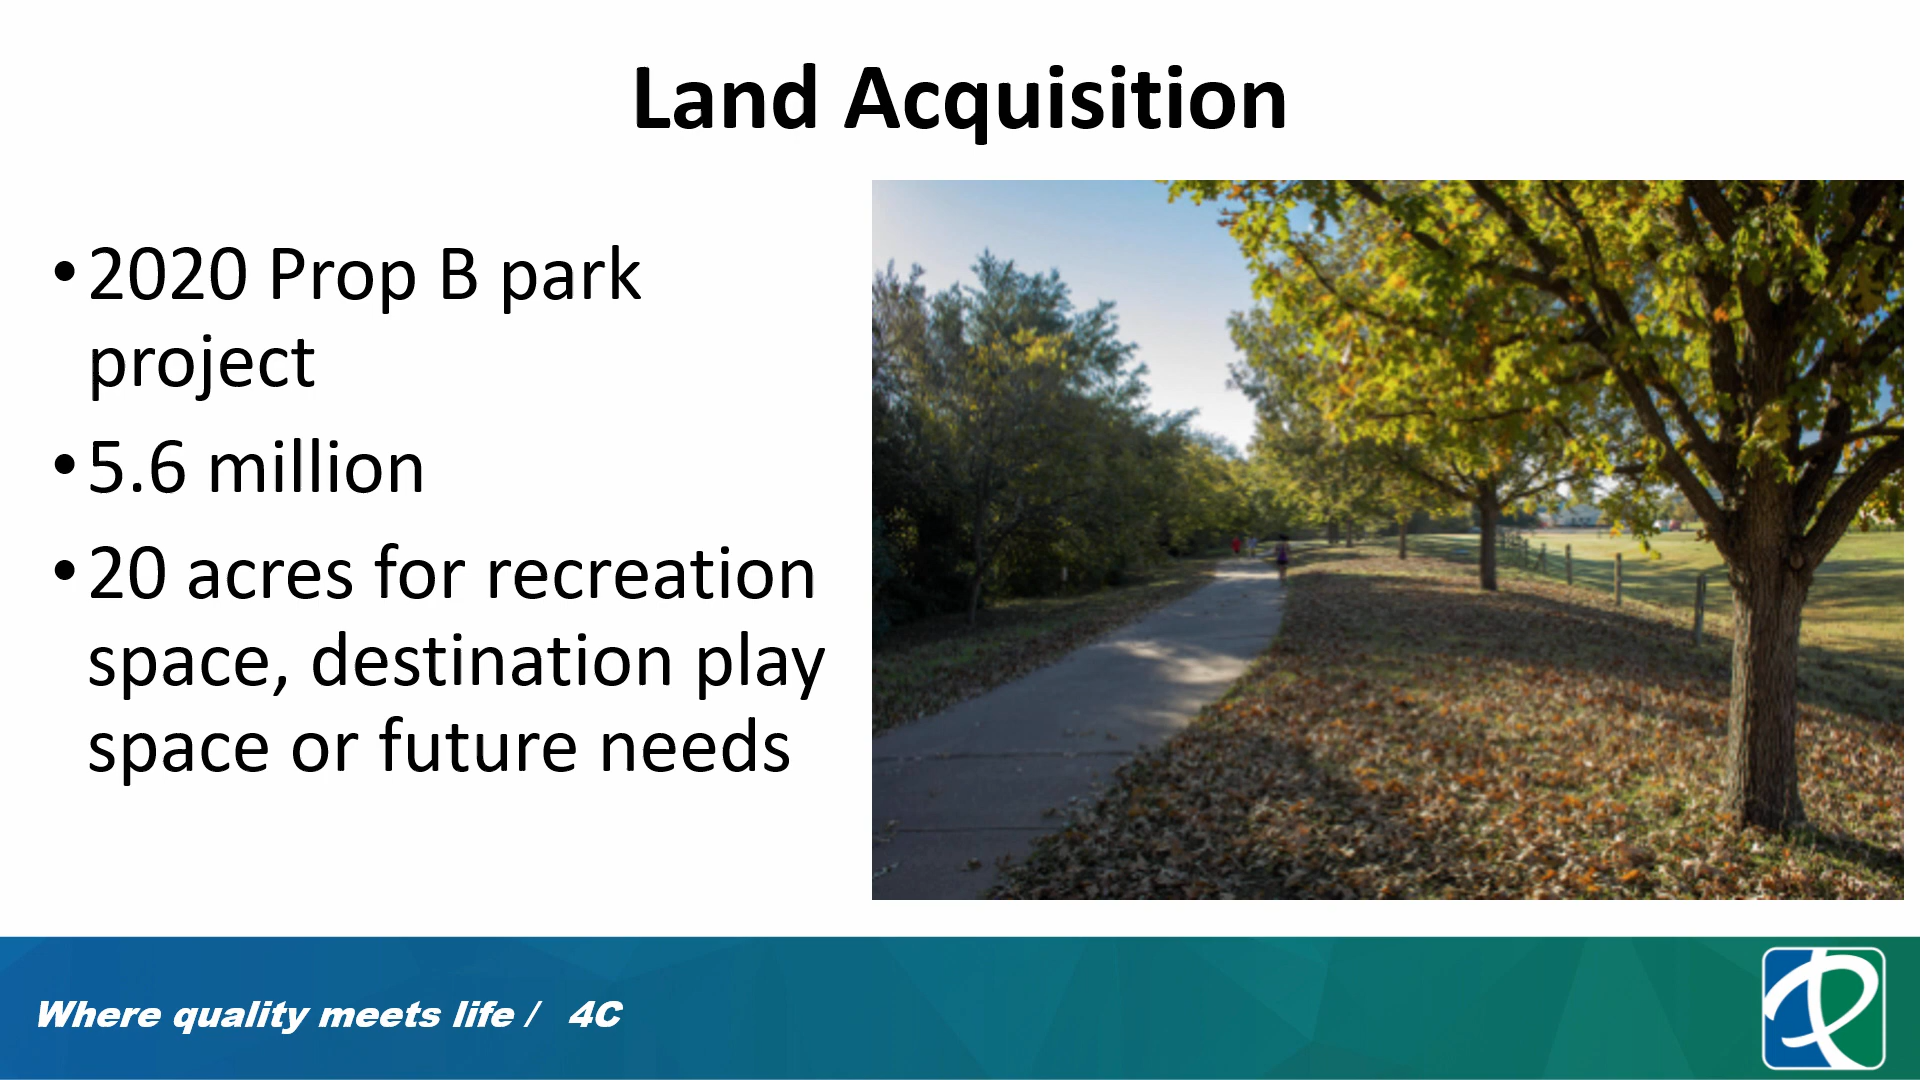 Land Acquisition
•2020 Prop B park
project
•5.6 million
•20 acres for recreation
space, destination play
space or future needs
Where quality meets life / 4C